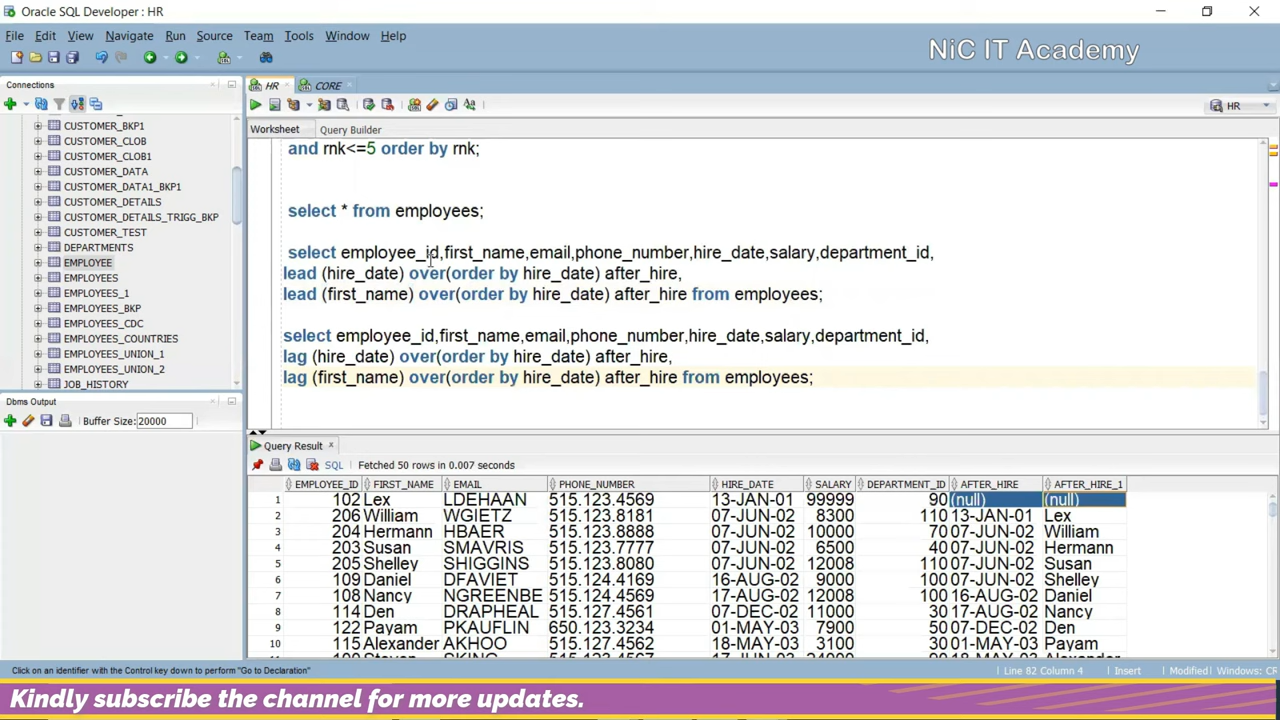 Oracle SQL Developer : HR
File Edit View Navigate Run Source Team Tools Window Help
NiC IT Academy
Connections
HR
CORE
HR
Worksheet
Query Builder
CUSTOMER_BKP1
CUSTOMER_CLOB
CUSTOMER_CLOB1
CUSTOMER_DATA
CUSTOMER_DATA1_BKP1
CUSTOMER_DETAILS
CUSTOMER_DETAILS_TRIGG_BKP
CUSTOMER_TEST
DEPARTMENTS
EMPLOYEE
EMPLOYEES
EMPLOYEES_1
EMPLOYEES_BKP
EMPLOYEES_CDC
EMPLOYEES_COUNTRIES
EMPLOYEES_UNION_1
EMPLOYEES_UNION_2
JOB_HISTORY
Dbms Output
Buffer Size: 20000
and rnk<=5 order by rnk;
select * from employees;
select employee_id,first_name,email,phone_number,hire_date,salary,department_id,
lead (hire_date) over(order by hire_date) after_hire,
lead (first_name) over(order by hire_date) after_hire from employees;
select employee_id,first_name,email,phone_number,hire_date,salary,department_id,
lag (hire_date) over(order by hire_date) after_hire,
lag (first_name) over(order by hire_date) after_hire from employees;
Query Result
SQL Fetched 50 rows in 0.007 seconds
EMPLOYEE_ID FIRST_NAME EMAIL PHONE_NUMBER HIRE_DATE SALARY DEPARTMENT_ID AFTER_HIRE AFTER_HIRE_1
1 102 Lex LDEHAAN 515.123.4569 13-JAN-01 99999 90 (null) (null)
2 206 William WGIETZ 515.123.8181 07-JUN-02 8300 110 13-JAN-01 Lex
3 204 Hermann HBAER 515.123.8888 07-JUN-02 10000 70 07-JUN-02 William
4 203 Susan SMAVRIS 515.123.7777 07-JUN-02 6500 40 07-JUN-02 Hermann
5 205 Shelley SHIGGINS 515.123.8080 07-JUN-02 12008 110 07-JUN-02 Susan
6 109 Daniel DFAVIET 515.124.4169 16-AUG-02 9000 100 07-JUN-02 Shelley
7 108 Nancy NGREENBE 515.124.4569 17-AUG-02 12008 100 16-AUG-02 Daniel
8 114 Den DRAPHEAL 515.127.4561 07-DEC-02 11000 30 17-AUG-02 Nancy
9 122 Payam PKAUFLIN 650.123.3234 01-MAY-03 7900 50 07-DEC-02 Den
10 115 Alexander AKHOO 515.127.4562 18-MAY-03 3100 30 01-MAY-03 Payam
Click on an identifier with the Control key down to perform "Go to Declaration"
Line 82 Column 4 Insert Modified Windows: CR
Kindly subscribe the channel for more updates.